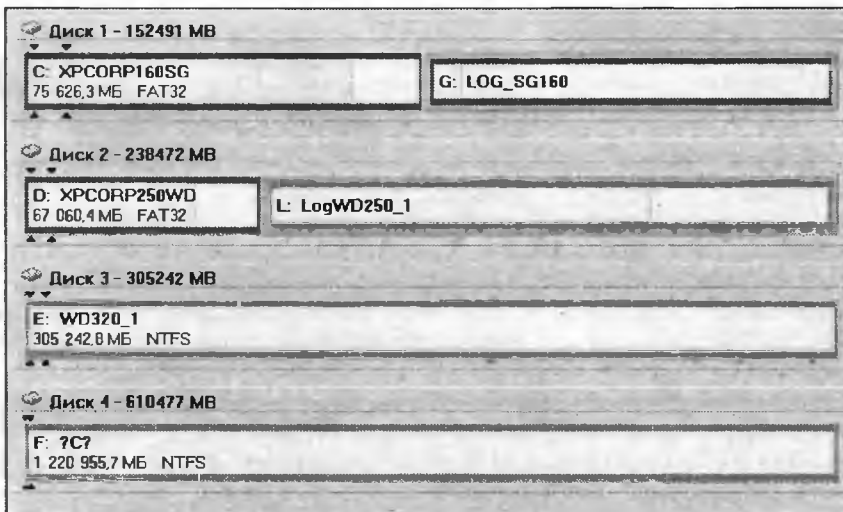 Диск 1 - 152491 MB
C: XPCORP160SG
75 626,3 МБ FAT32
G: LOG_SG160
Диск 2 - 238472 MB
D: XPCORP250WD
67 060,4 МБ FAT32
L: LogWD250_1
Диск 3 - 305242 MB
E: WD320_1
305 242,8 МБ NTFS
Диск 4 - 610477 MB
F: ?C?
1 220 955,7 МБ NTFS